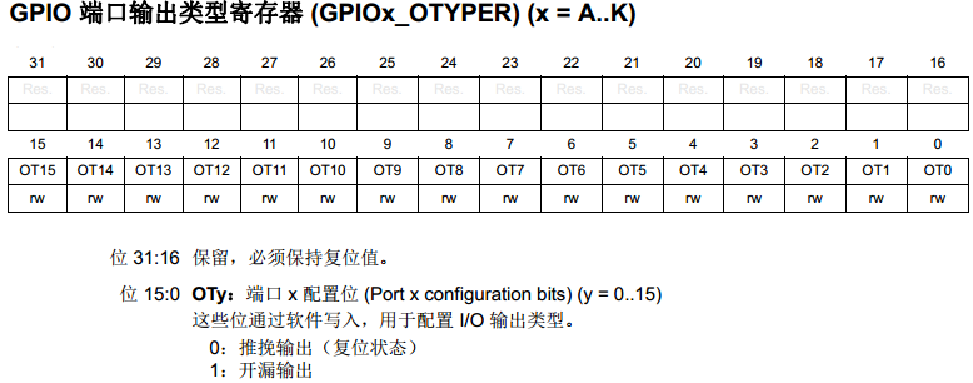 GPIO 端口输出类型寄存器 (GPIOx_OTYPER) (x = A..K)
31 30 29 28 27 26 25 24 23 22 21 20 19 18 17 16
Res. Res. Res. Res. Res. Res. Res. Res. Res. Res. Res. Res. Res. Res. Res. Res.
15 14 13 12 11 10 9 8 7 6 5 4 3 2 1 0
OT15 OT14 OT13 OT12 OT11 OT10 OT9 OT8 OT7 OT6 OT5 OT4 OT3 OT2 OT1 OT0
rw rw rw rw rw rw rw rw rw rw rw rw rw rw rw rw
位 31:16 保留，必须保持复位值。
位 15:0 OTy：端口 x 配置位 (Port x configuration bits) (y = 0..15)
这些位通过软件写入，用于配置 I/O 输出类型。
0：推挽输出（复位状态）
1：开漏输出